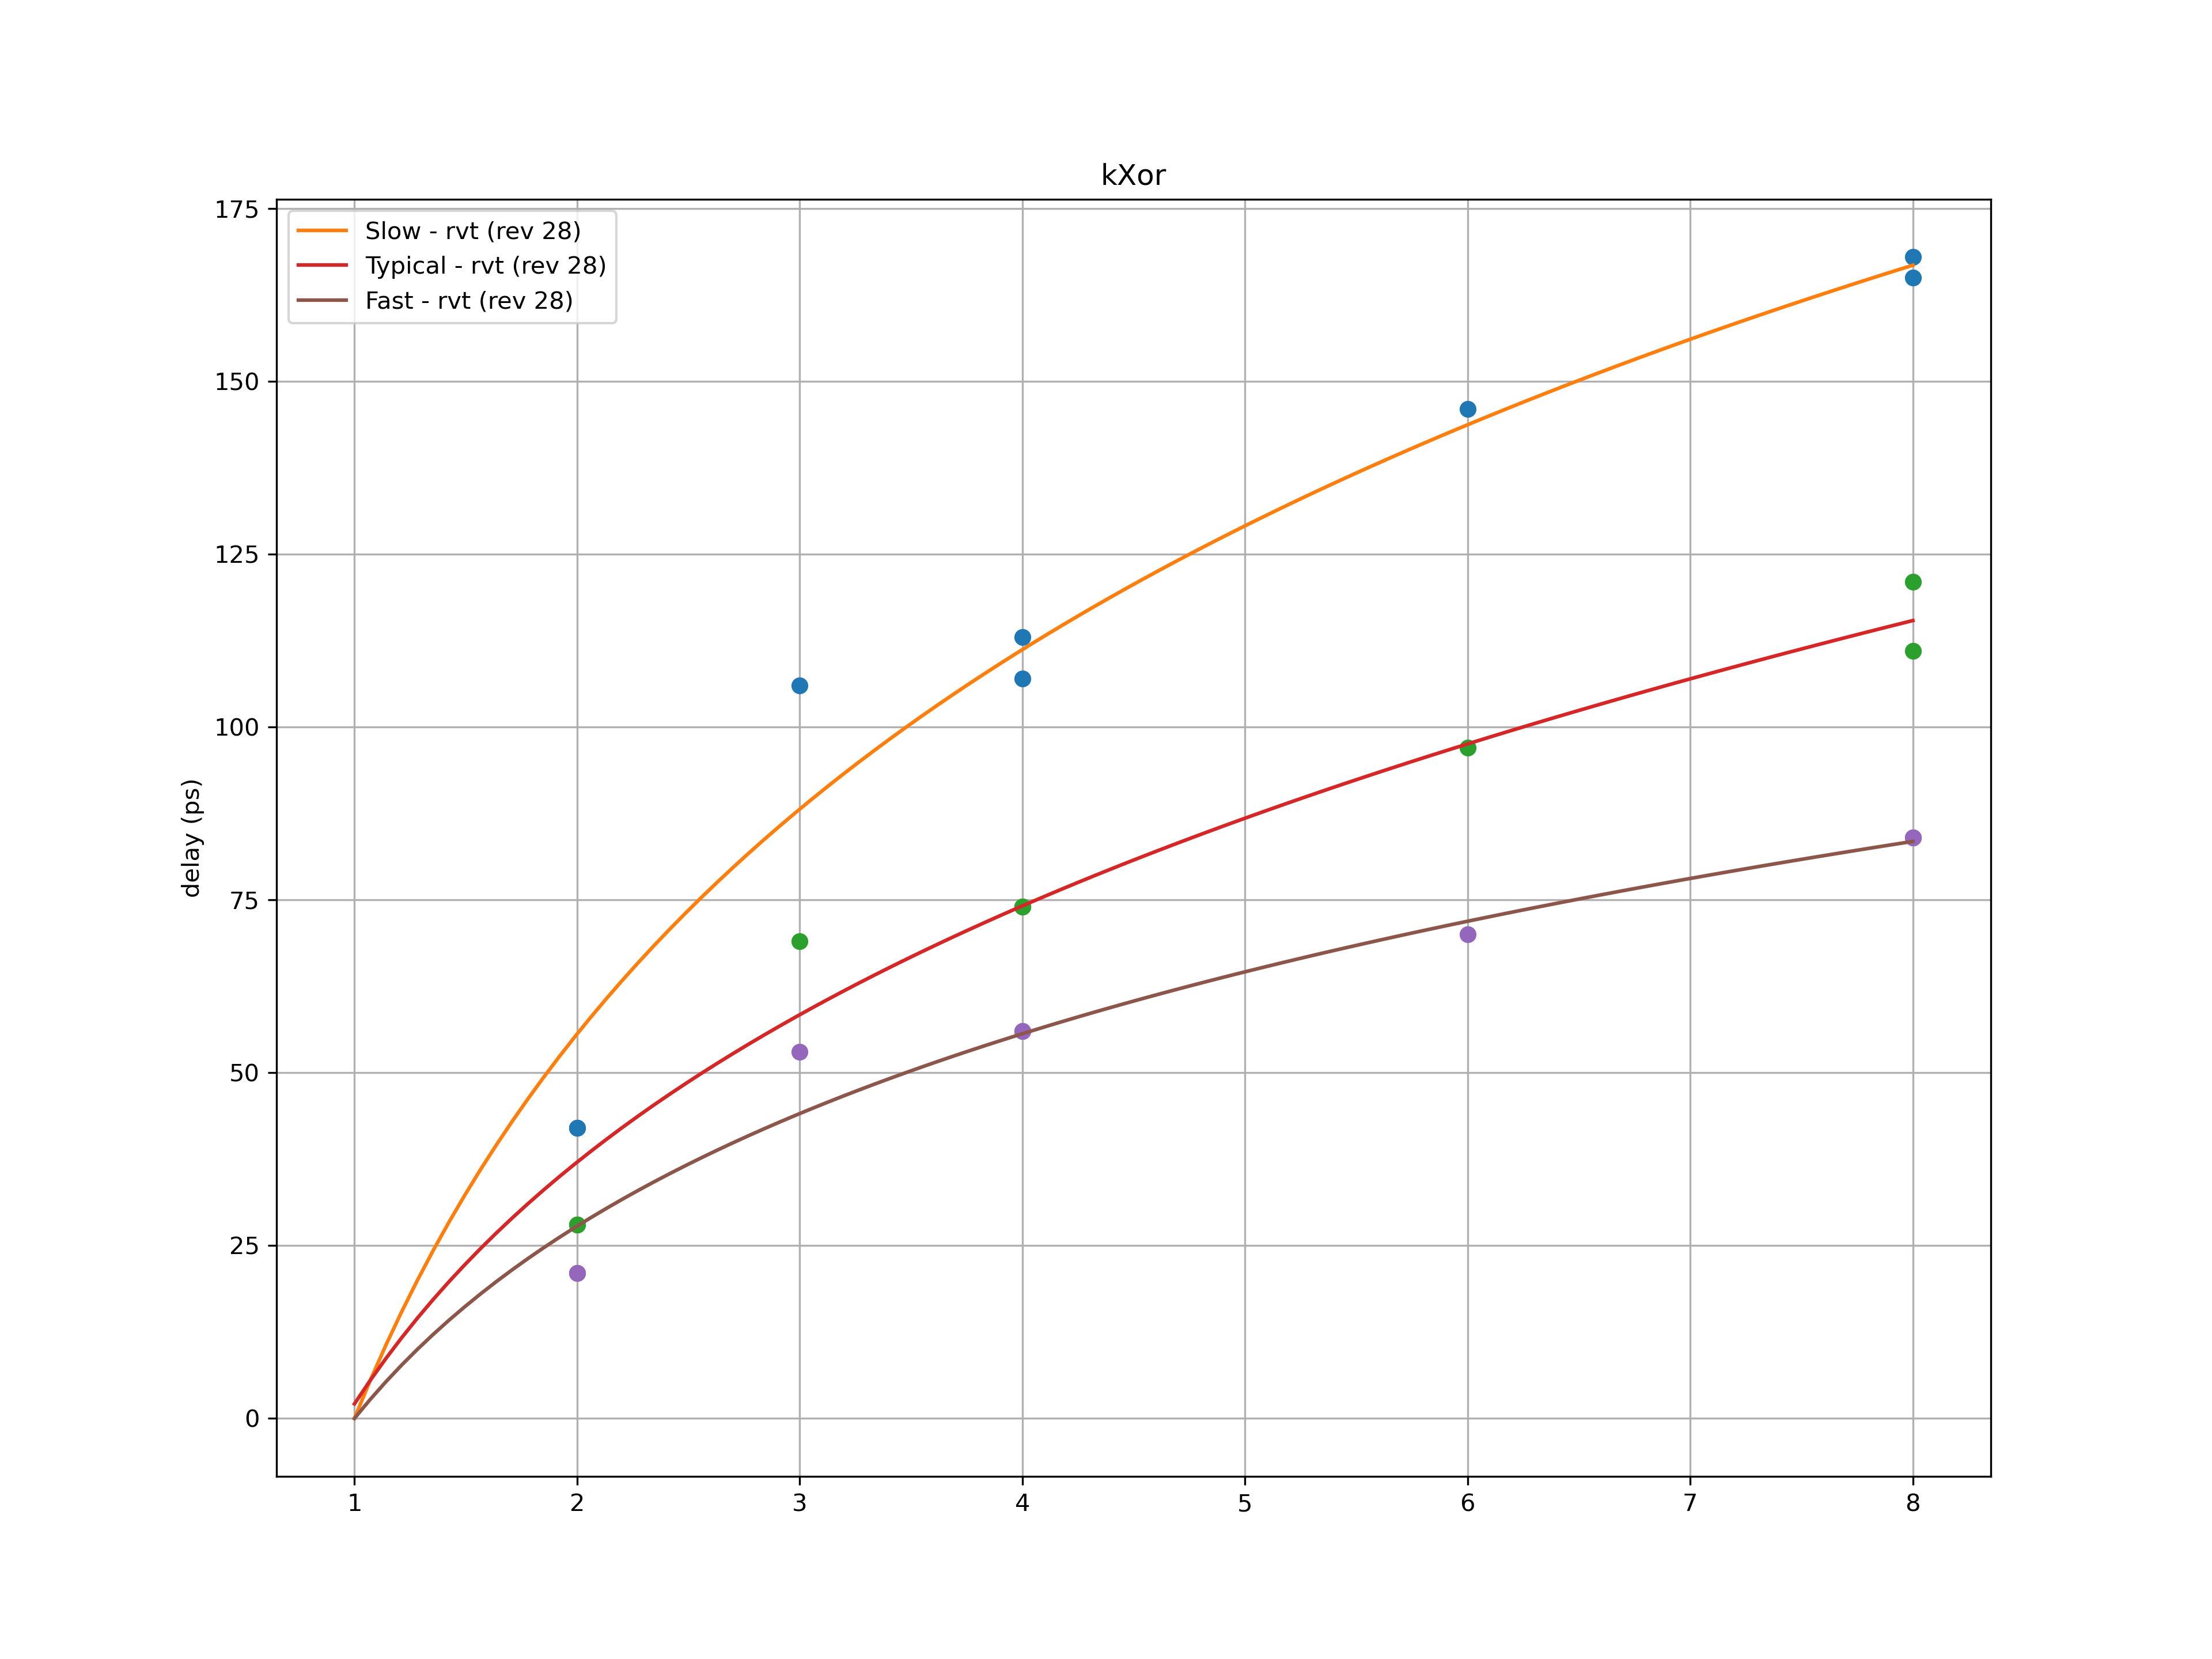 kXor
Slow - rvt (rev 28)
Typical - rvt (rev 28)
Fast - rvt (rev 28)
175
150
125
100
75
50
25
0
delay (ps)
1 2 3 4 5 6 7 8